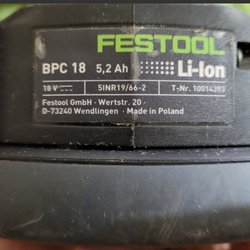 FESTOOL
BPC 18 5,2 Ah Li-Ion
18 V⎓ 5INR19/66-2 T-Nr. 10014393
Festool GmbH · Wertstr. 20 ·
D-73240 Wendlingen · Made in Poland